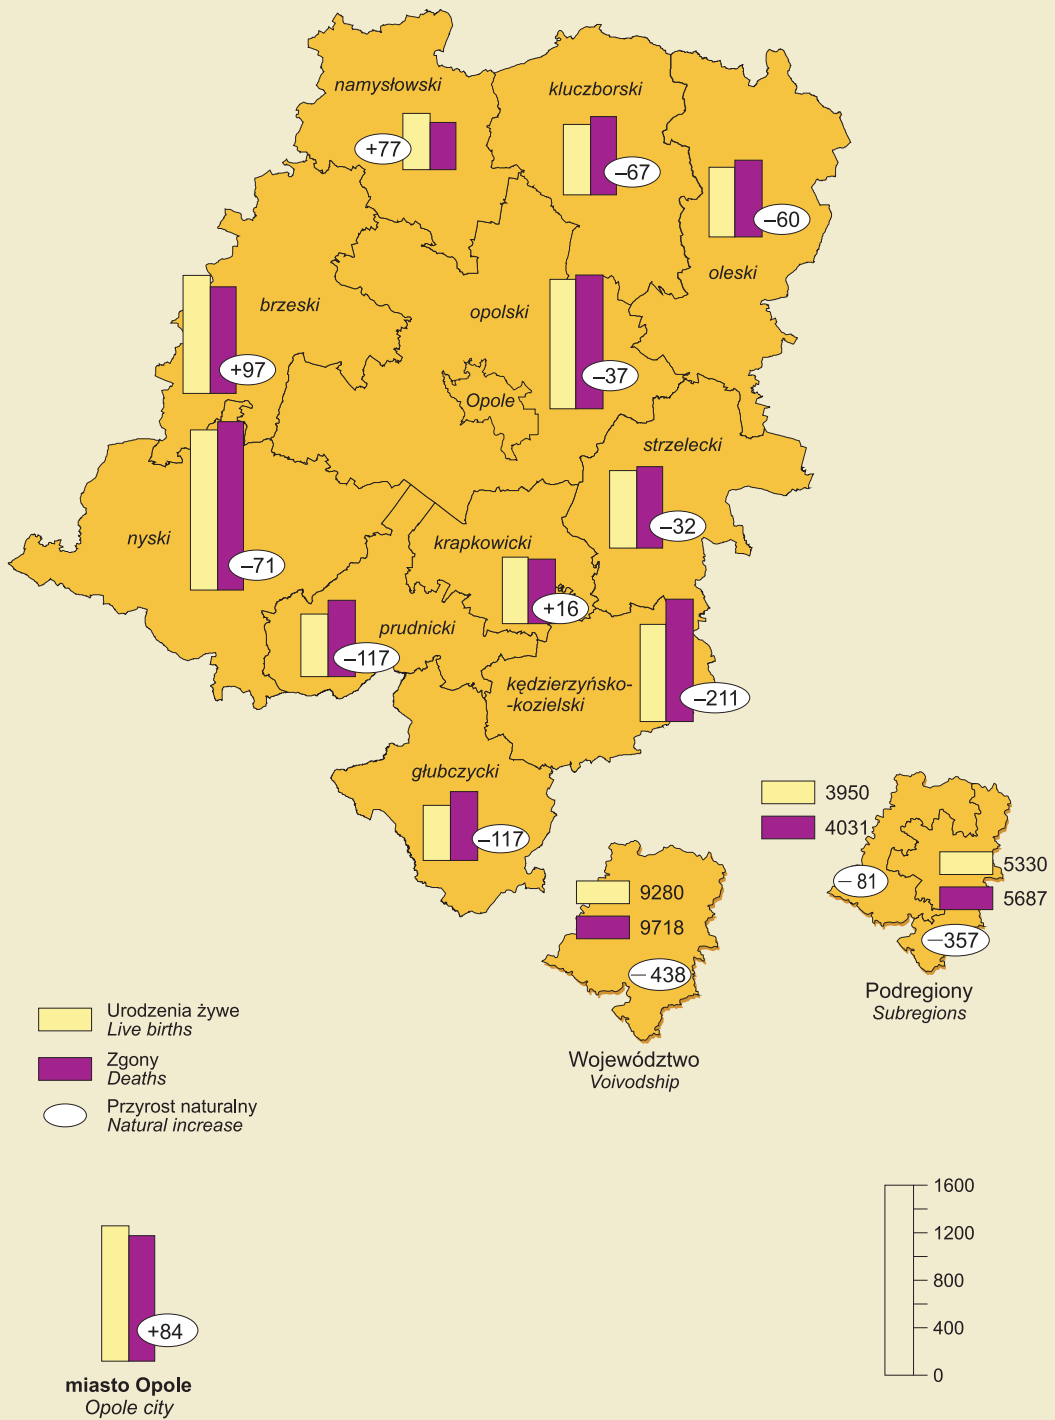 namysłowski
+77
kluczborski
–67
–60
oleski
brzeski
+97
opolski
–37
Opole
strzelecki
–32
nyski
–71
krapkowicki
+16
prudnicki
–117
kędzierzyńsko-
-kozielski
–211
głubczycki
–117
3950
4031
– 81
5330
5687
–357
Podregiony
Subregions
9280
9718
– 438
Województwo
Voivodship
Urodzenia żywe
Live births
Zgony
Deaths
Przyrost naturalny
Natural increase
+84
miasto Opole
Opole city
1600
1200
800
400
0